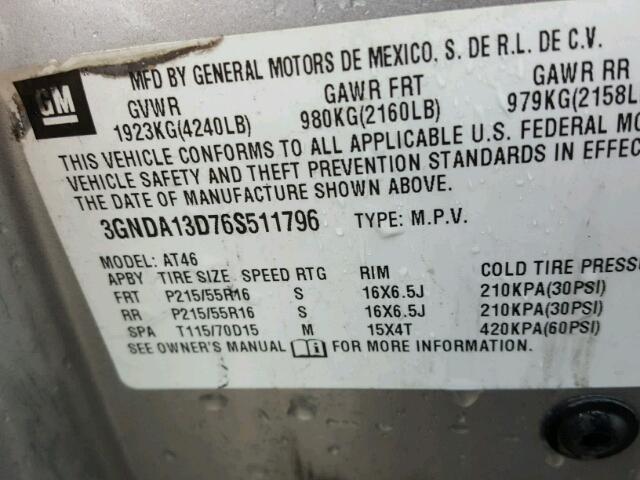 GM
MFD BY GENERAL MOTORS DE MEXICO, S. DE R.L. DE C.V.
GVWR GAWR FRT GAWR RR
1923KG(4240LB) 980KG(2160LB) 979KG(2158L
THIS VEHICLE CONFORMS TO ALL APPLICABLE U.S. FEDERAL MO
VEHICLE SAFETY AND THEFT PREVENTION STANDARDS IN EFFEC
THE DATE OF MANUFACTURE SHOWN ABOVE.
3GNDA13D76S511796 TYPE: M.P.V.
MODEL: AT46
APBY TIRE SIZE SPEED RTG RIM COLD TIRE PRESS
FRT P215/55R16 S 16X6.5J 210KPA(30PSI)
RR P215/55R16 S 16X6.5J 210KPA(30PSI)
SPA T115/70D15 M 15X4T 420KPA(60PSI)
SEE OWNER'S MANUAL FOR MORE INFORMATION.